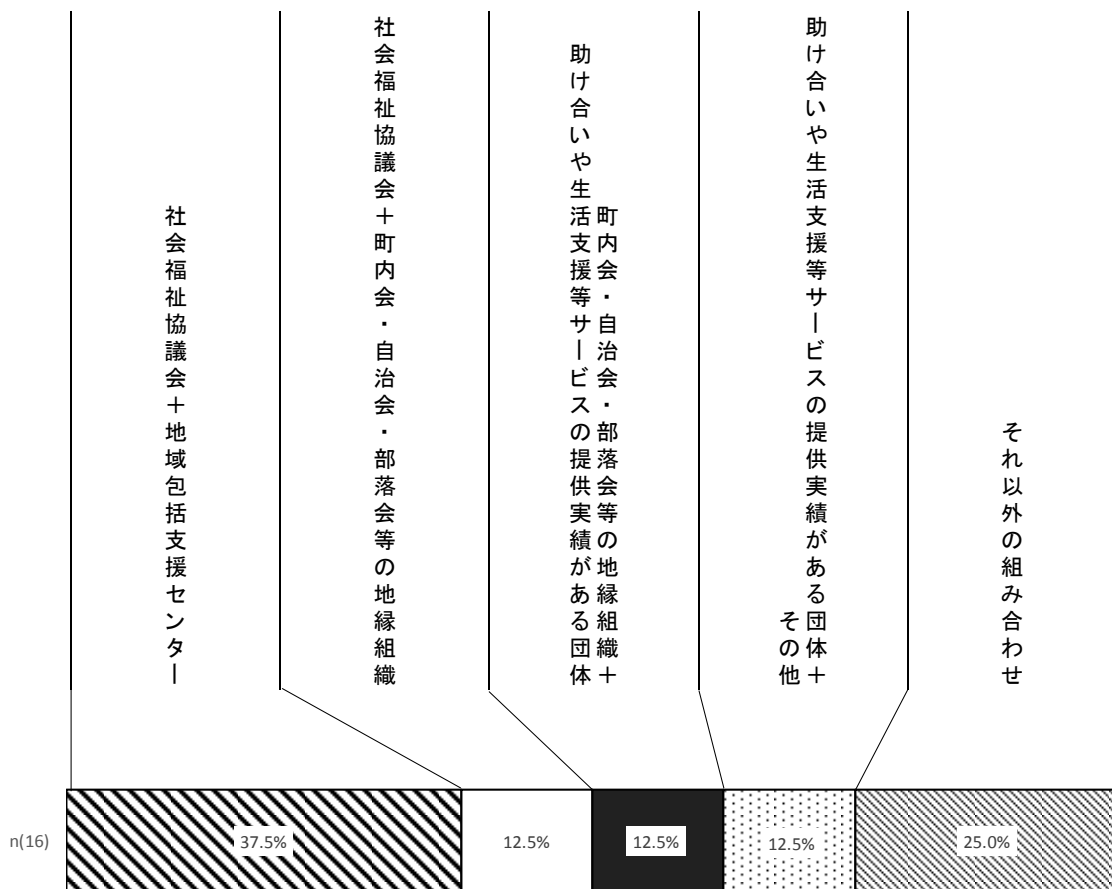 社会福祉協議会＋地域包括支援センター
社会福祉協議会＋町内会・自治会・部落会等の地縁組織
町内会・自治会・部落会等の地縁組織＋
助け合いや生活支援等サービスの提供実績がある団体
助け合いや生活支援等サービスの提供実績がある団体＋
その他
それ以外の組み合わせ
n(16)
37.5%
12.5%
12.5%
12.5%
25.0%